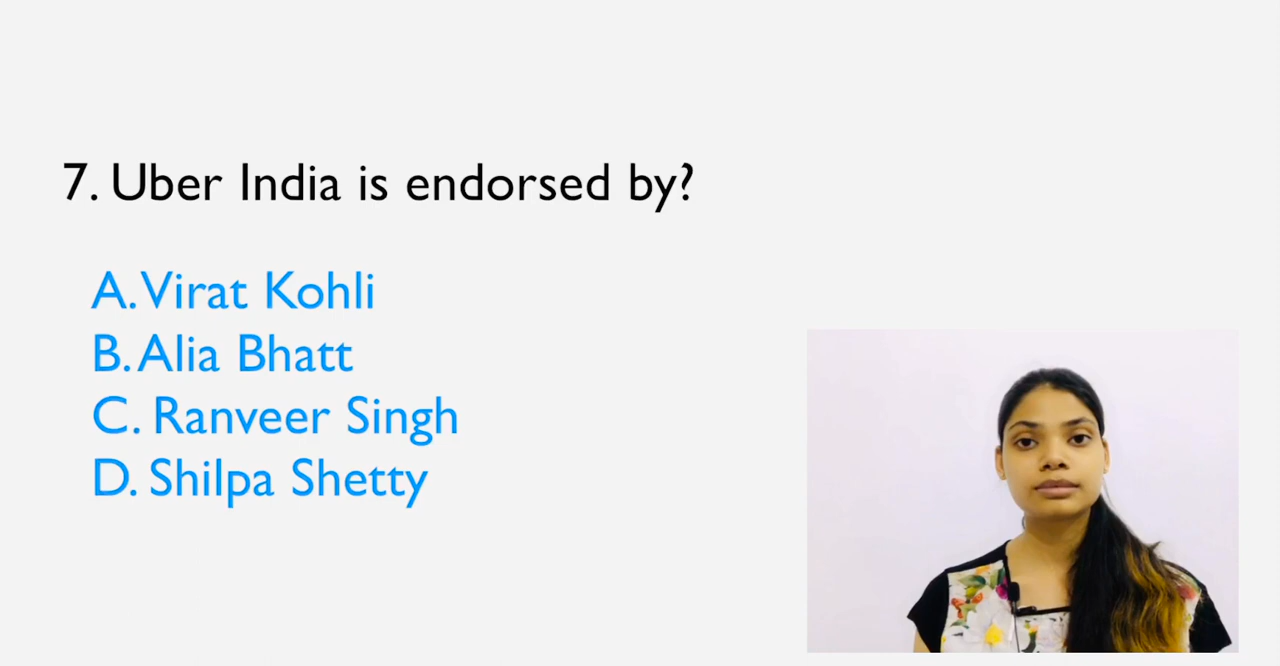 7. Uber India is endorsed by?
A. Virat Kohli
B. Alia Bhatt
C. Ranveer Singh
D. Shilpa Shetty